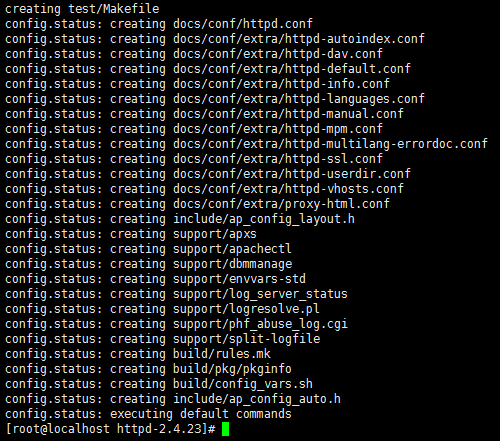 creating test/Makefile
config.status: creating docs/conf/httpd.conf
config.status: creating docs/conf/extra/httpd-autoindex.conf
config.status: creating docs/conf/extra/httpd-dav.conf
config.status: creating docs/conf/extra/httpd-default.conf
config.status: creating docs/conf/extra/httpd-info.conf
config.status: creating docs/conf/extra/httpd-languages.conf
config.status: creating docs/conf/extra/httpd-manual.conf
config.status: creating docs/conf/extra/httpd-mpm.conf
config.status: creating docs/conf/extra/httpd-multilang-errordoc.conf
config.status: creating docs/conf/extra/httpd-ssl.conf
config.status: creating docs/conf/extra/httpd-userdir.conf
config.status: creating docs/conf/extra/httpd-vhosts.conf
config.status: creating docs/conf/extra/proxy-html.conf
config.status: creating include/ap_config_layout.h
config.status: creating support/apxs
config.status: creating support/apachectl
config.status: creating support/dbmmanage
config.status: creating support/envvars-std
config.status: creating support/log_server_status
config.status: creating support/logresolve.pl
config.status: creating support/phf_abuse_log.cgi
config.status: creating support/split-logfile
config.status: creating build/rules.mk
config.status: creating build/pkg/pkginfo
config.status: creating build/config_vars.sh
config.status: creating include/ap_config_auto.h
config.status: executing default commands
[root@localhost httpd-2.4.23]#